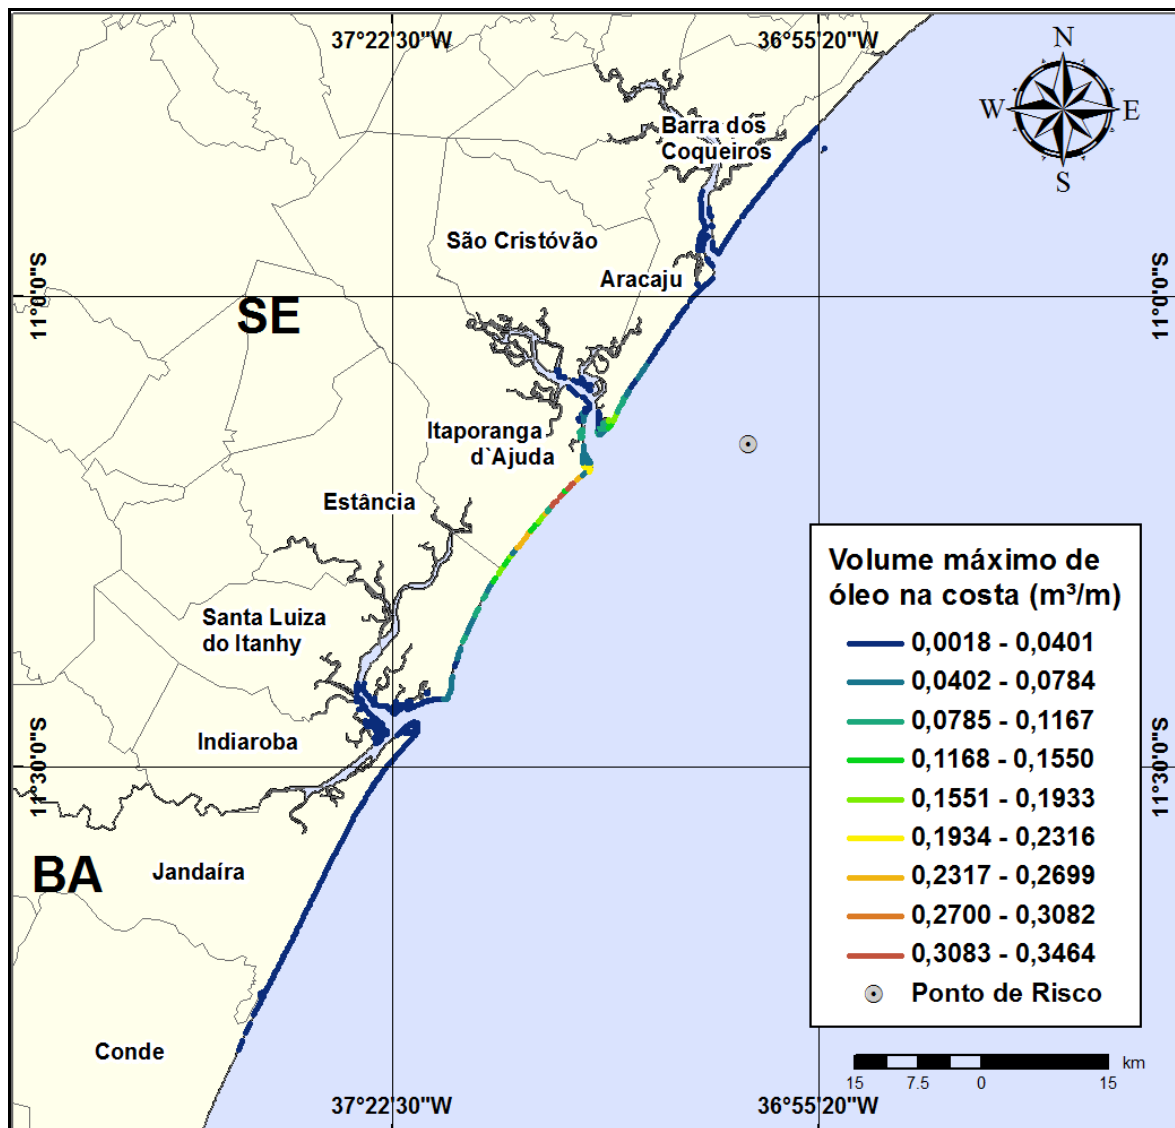 37°22'30"W
36°55'20"W
N
W
E
S
Barra dos
Coqueiros
São Cristóvão
Aracaju
11°0'0"S
11°0'0"S
SE
Itaporanga
d`Ajuda
Estância
Santa Luiza
do Itanhy
Indiaroba
11°30'0"S
11°30'0"S
BA
Jandaíra
Conde
Volume máximo de
óleo na costa (m³/m)
0,0018 - 0,0401
0,0402 - 0,0784
0,0785 - 0,1167
0,1168 - 0,1550
0,1551 - 0,1933
0,1934 - 0,2316
0,2317 - 0,2699
0,2700 - 0,3082
0,3083 - 0,3464
Ponto de Risco
km
15 7.5 0 15
37°22'30"W
36°55'20"W